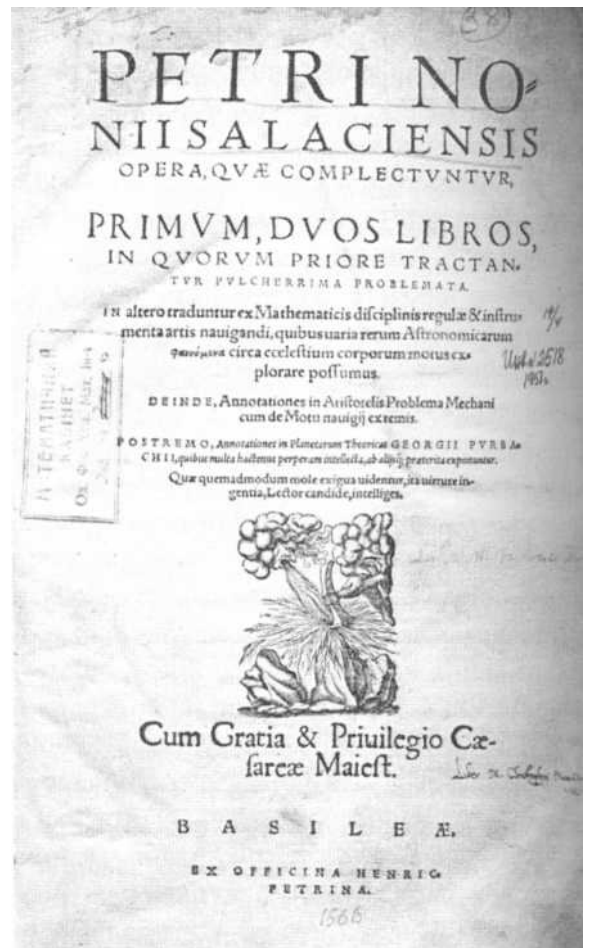 PETRI NO-
NII SALACIENSIS
OPERA, QVÆ COMPLECTVNTVR,
PRIMVM, DVOS LIBROS,
IN QVORVM PRIORE TRACTAN-
TVR PVLCHERRIMA PROBLEMATA.
IN altero traduntur ex Mathematicis disciplinis regulæ & instru-
menta artis nauigandi, quibus uaria rerum Astronomicarum
φαινόμενα circa cœlestium corporum motus ex-
plorare possumus.
DEINDE, Annotationes in Aristotelis Problema Mechani
cum de Motu nauigij ex remis.
POSTREMO, Annotationes in Planetarum Theoricas GEORGII PVRBA-
CHII, quibus multa hactenus perperam intellecta, ab alijsq; præterita exponuntur.
Quæ quemadmodum mole exigua uidentur, ita uirtute in-
gentia, Lector candide, intelliges.
Cum Gratia & Priuilegio Cæ-
sareæ Maiest.
BASILEÆ,
EX OFFICINA HENRIC-
PETRINA.
1566